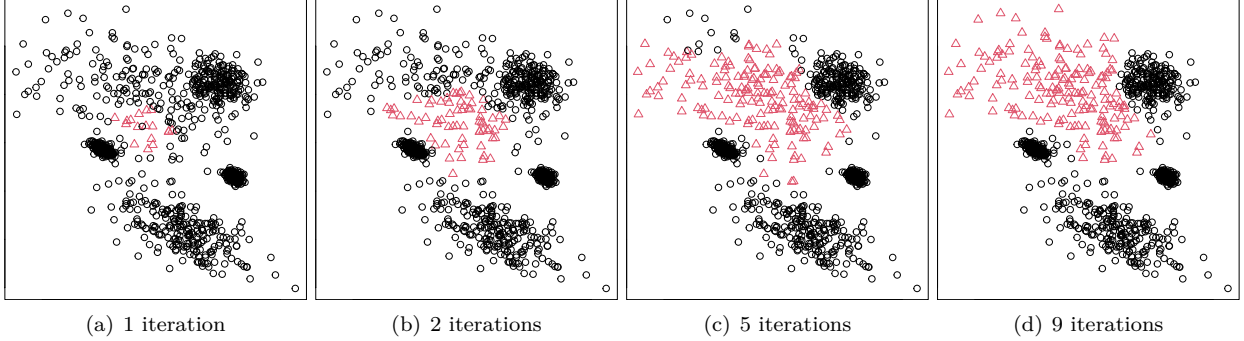 (a) 1 iteration
(b) 2 iterations
(c) 5 iterations
(d) 9 iterations